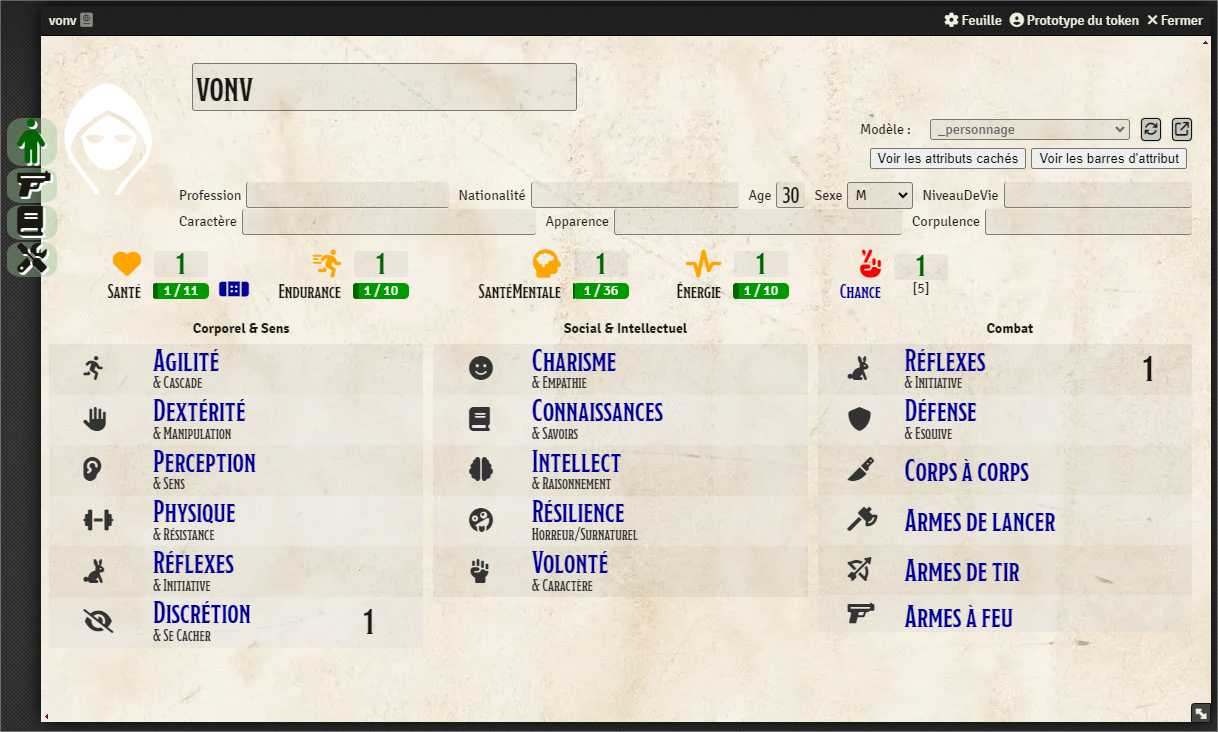 vonv Feuille Prototype du token Fermer
vonv
Modèle : _personnage
Voir les attributs cachés Voir les barres d'attribut
Profession Nationalité Age 30 Sexe M NiveauDeVie
Caractère Apparence Corpulence
1 1 1 1 1
Santé 1 / 11 Endurance 1 / 10 SantéMentale 1 / 36 Énergie 1 / 10 Chance [5]
Corporel & Sens Social & Intellectuel Combat
Agilité Charisme Réflexes 1
& Cascade & Empathie & Initiative
Dextérité Connaissances Défense
& Manipulation & Savoirs & Esquive
Perception Intellect Corps à corps
& Sens & Raisonnement
Physique Résilience Armes de lancer
& Résistance Horreur/Surnaturel
Réflexes Volonté Armes de tir
& Initiative & Caractère
Discrétion 1 Armes à feu
& Se Cacher